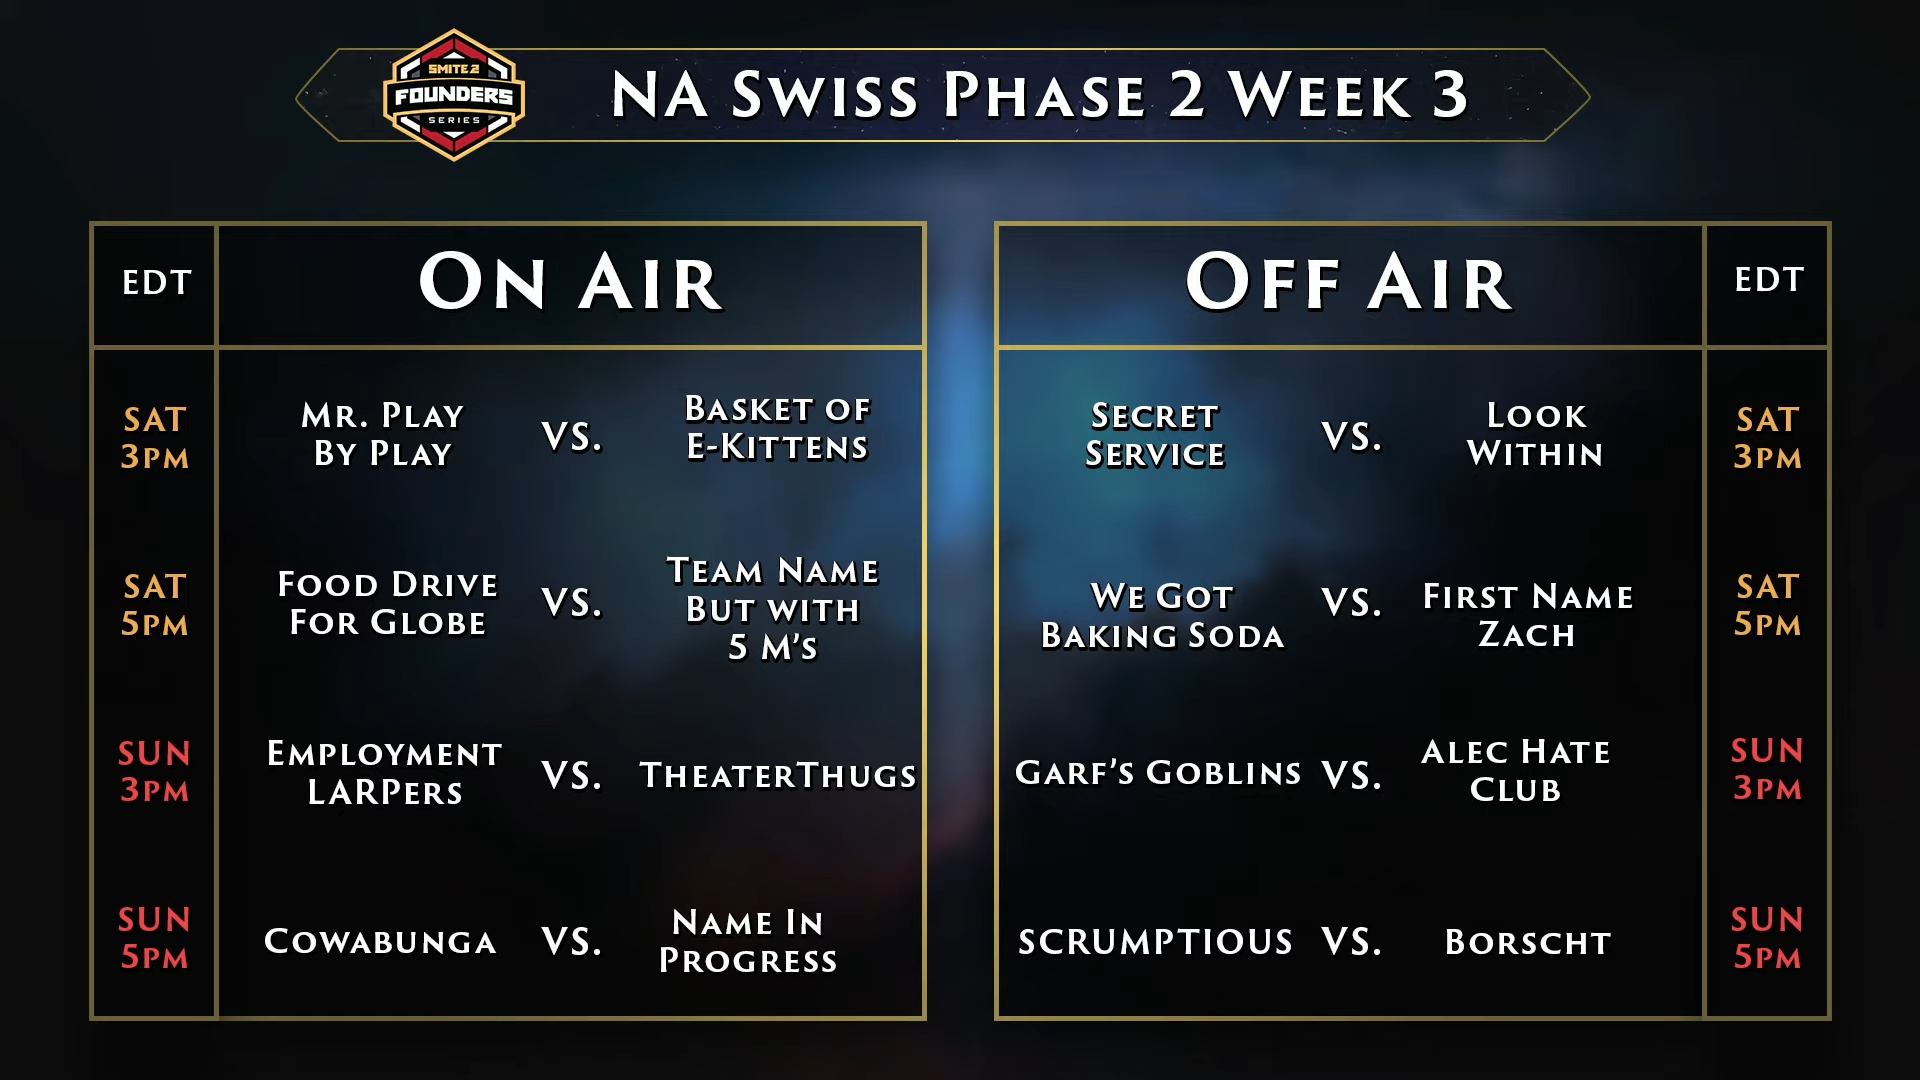 SMITE 2
FOUNDERS
SERIES
NA Swiss Phase 2 Week 3
EDT
On Air
SAT
3PM
Mr. Play
By Play
VS.
Basket of
E-Kittens
SAT
5PM
Food Drive
For Globe
VS.
Team Name
But with
5 M's
SUN
3PM
Employment
LARPers
VS.
TheaterThugs
SUN
5PM
Cowabunga
VS.
Name In
Progress
Off Air
EDT
Secret
Service
VS.
Look
Within
SAT
3PM
We Got
Baking Soda
VS.
First Name
Zach
SAT
5PM
Garf's Goblins
VS.
Alec Hate
Club
SUN
3PM
SCRUMPTIOUS
VS.
Borscht
SUN
5PM